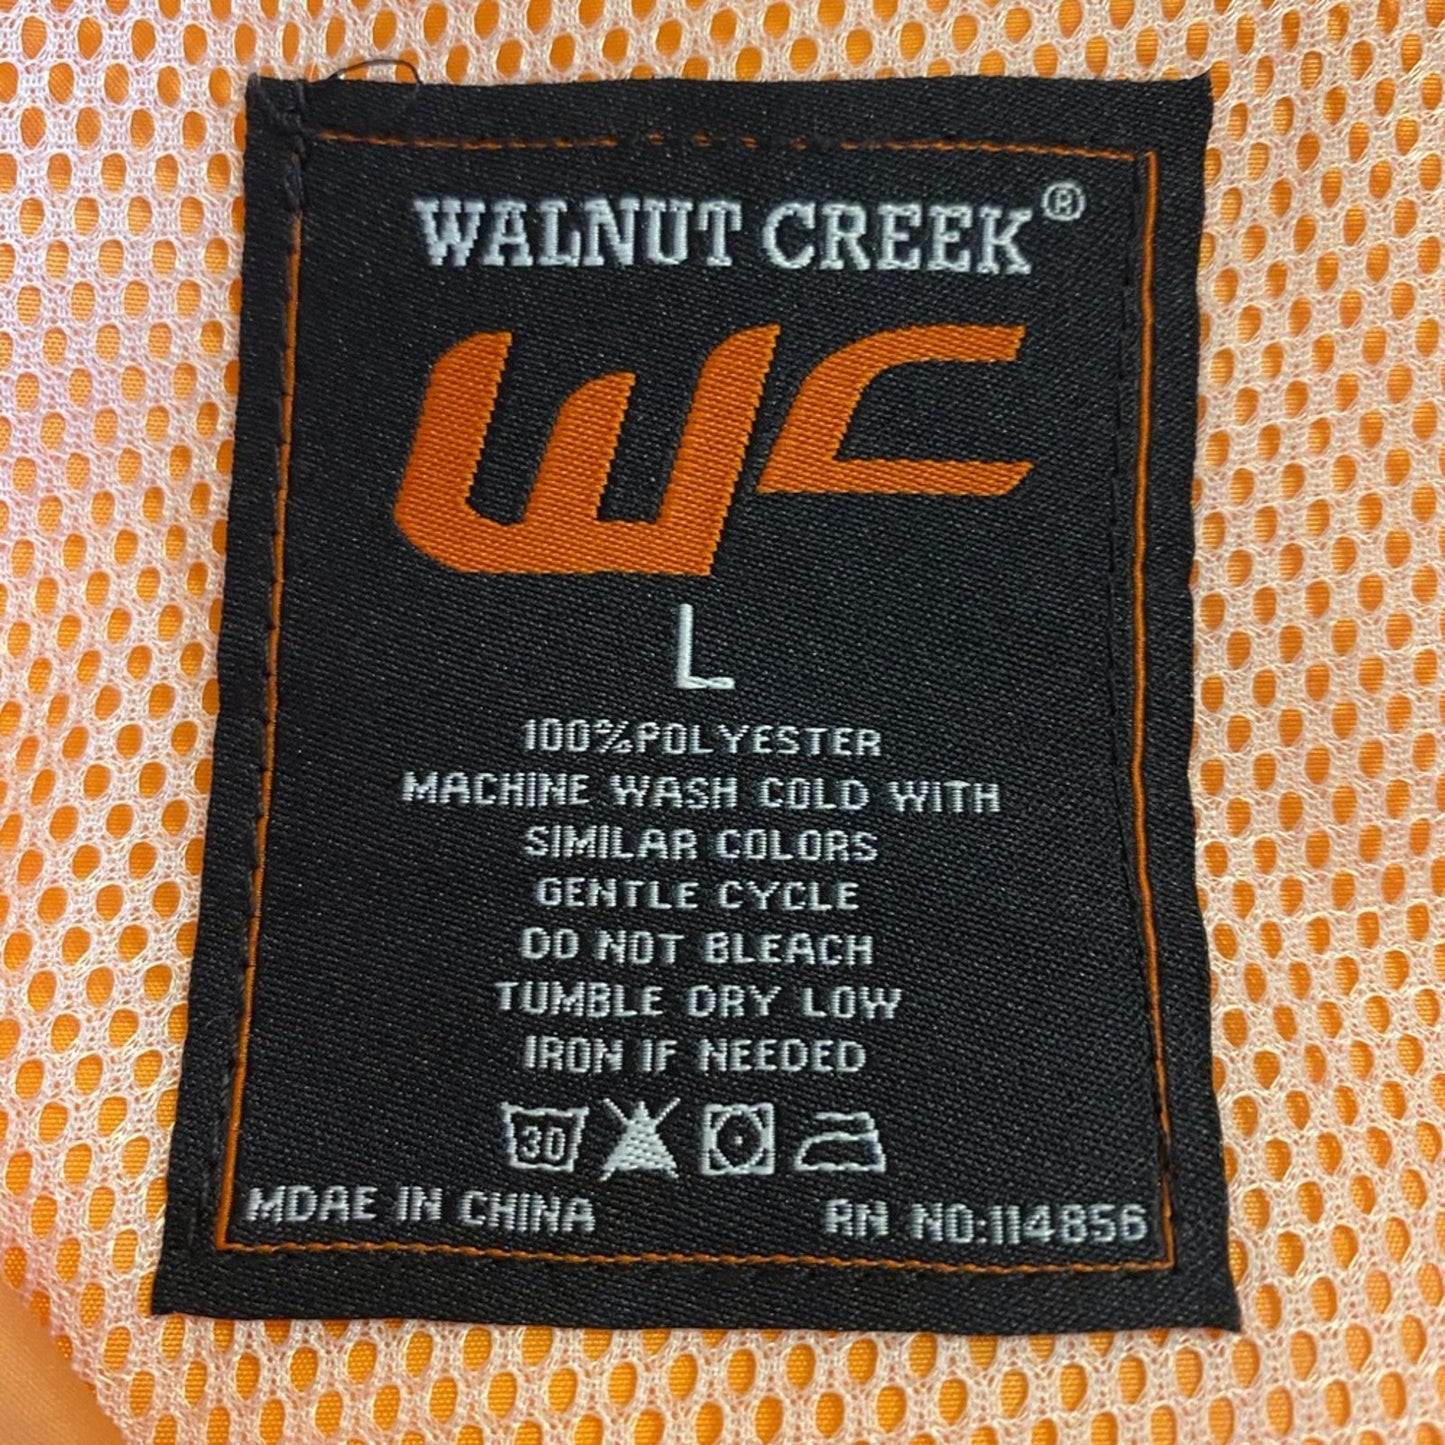 WALNUT CREEK®
WC
L
100%POLYESTER
MACHINE WASH COLD WITH
SIMILAR COLORS
GENTLE CYCLE
DO NOT BLEACH
TUMBLE DRY LOW
IRON IF NEEDED
30
MDAE IN CHINA RN NO:114856